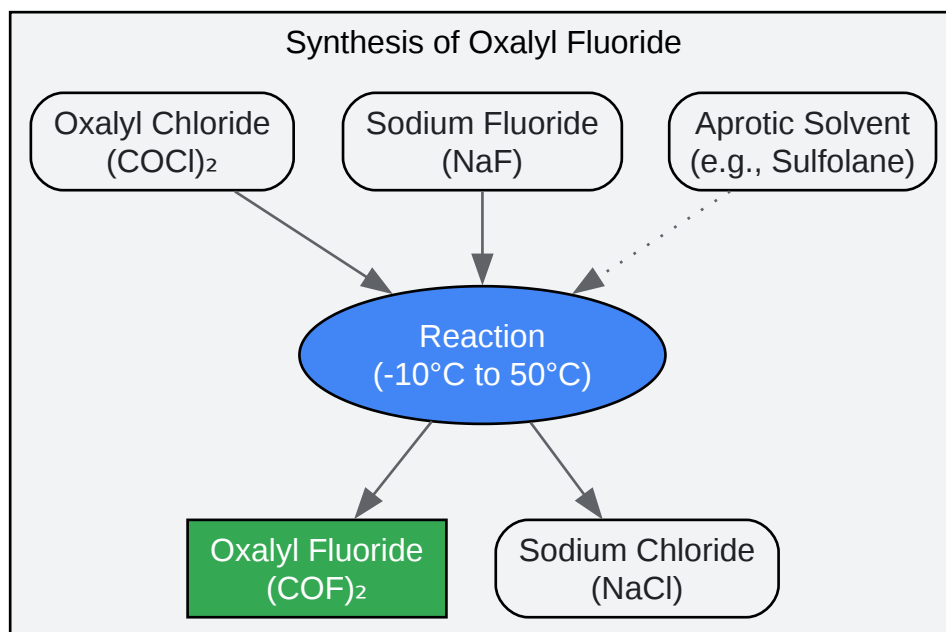 Synthesis of Oxalyl Fluoride
Oxalyl Chloride
(COCl)₂
Sodium Fluoride
(NaF)
Aprotic Solvent
(e.g., Sulfolane)
Reaction
(-10°C to 50°C)
Oxalyl Fluoride
(COF)₂
Sodium Chloride
(NaCl)